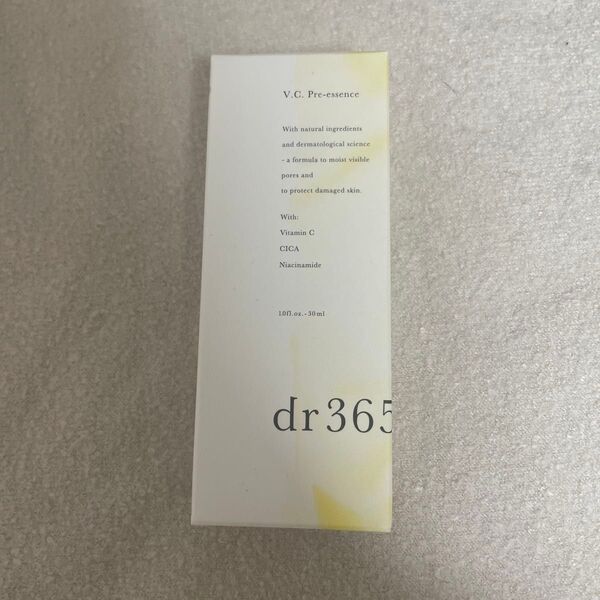 V.C. Pre-essence
With natural ingredients
and dermatological science
- a formula to moist visible
pores and
to protect damaged skin.
With:
Vitamin C
CICA
Niacinamide
1.0fl.oz.-30ml
dr365